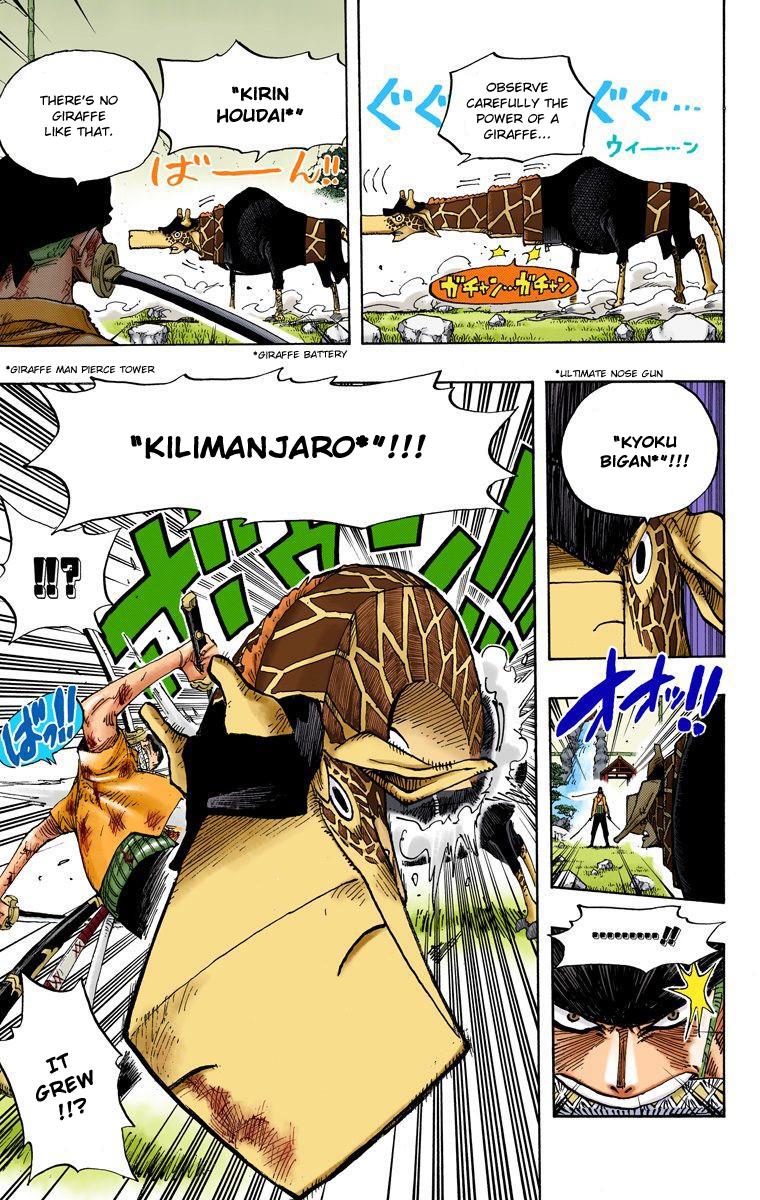 OBSERVE
CAREFULLY THE
POWER OF A
GIRAFFE...
ぐぐ
ぐぐ…
ウィー…ン
ガチャン…ガチャン
"KIRIN
HOUDAI*"
THERE'S NO
GIRAFFE
LIKE THAT.
ばーーん!!
*GIRAFFE BATTERY
*ULTIMATE NOSE GUN
"KYOKU
BIGAN*"!!!
オオッ!!
..........!!
*GIRAFFE MAN PIERCE TOWER
"KILIMANJARO*"!!!
!!?
ばっ!!
IT
GREW
!!?